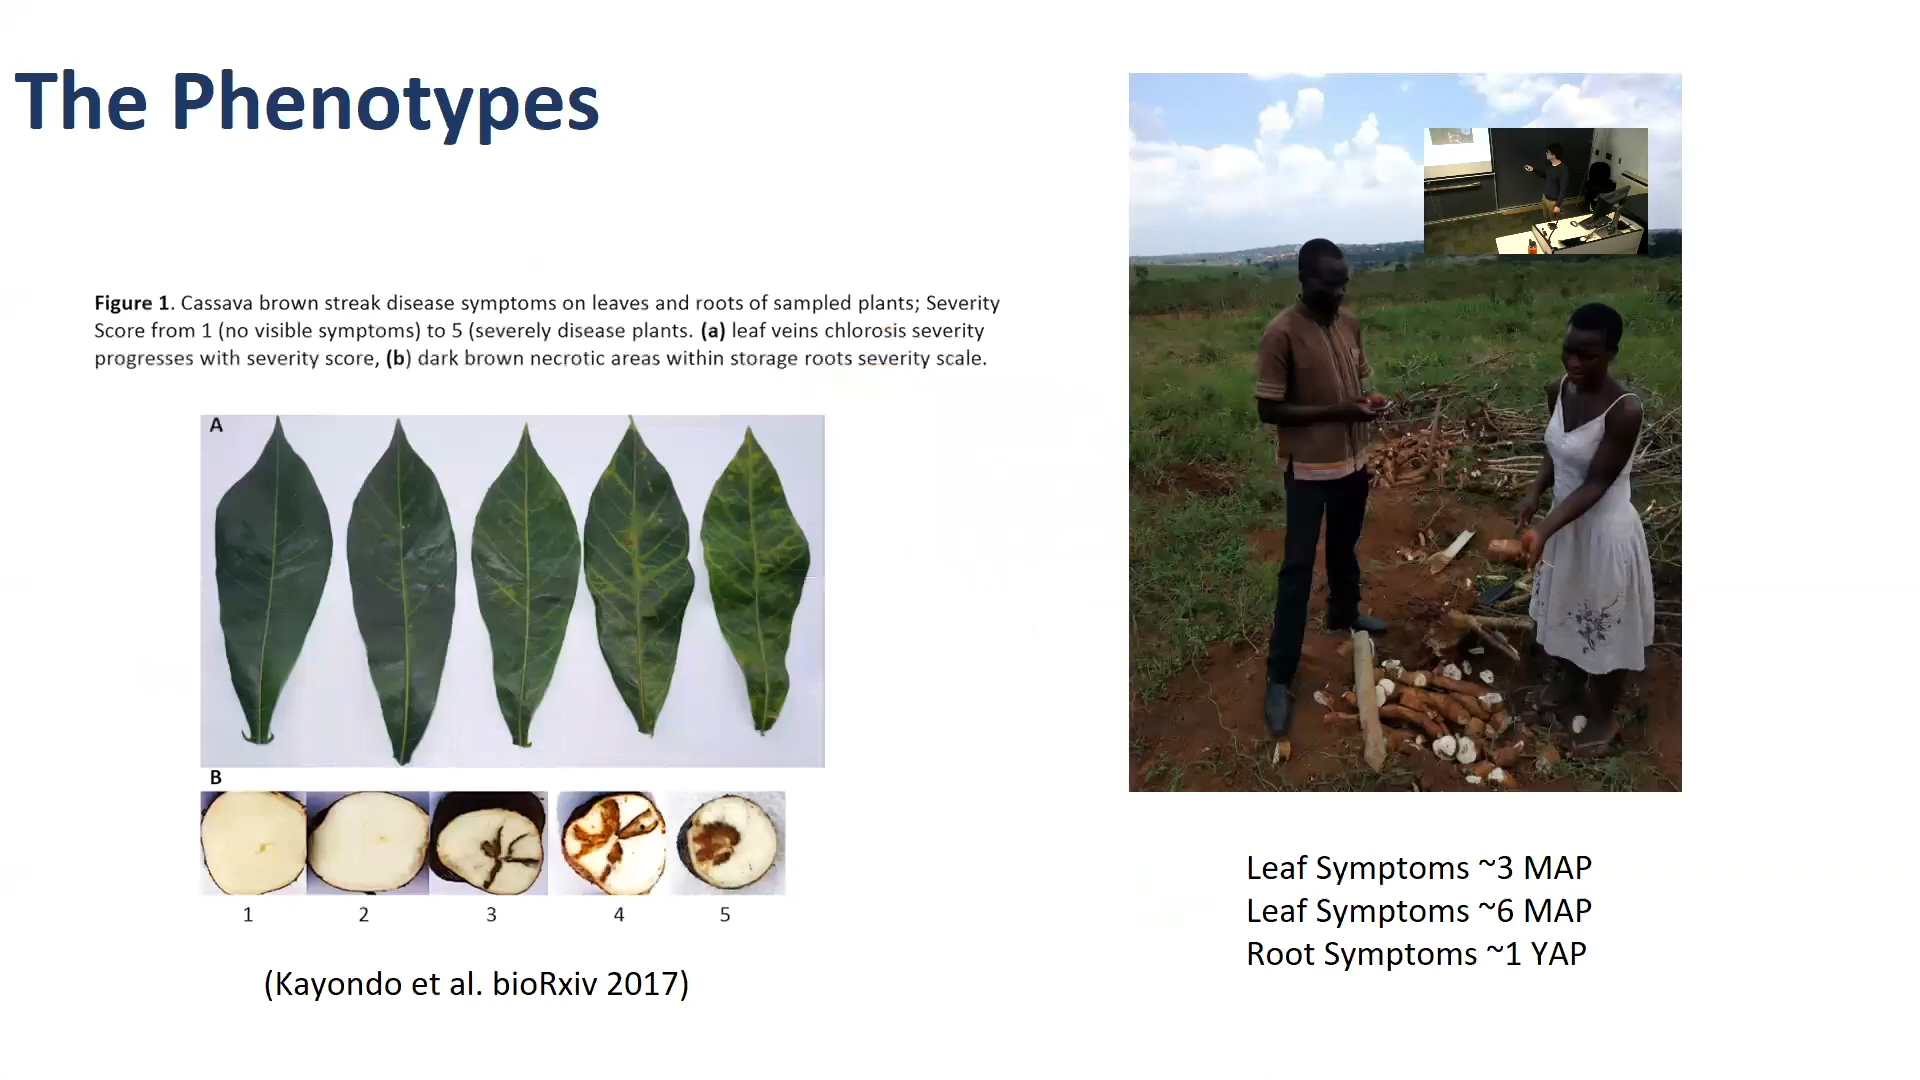 The Phenotypes
Figure 1. Cassava brown streak disease symptoms on leaves and roots of sampled plants; Severity
Score from 1 (no visible symptoms) to 5 (severely disease plants. (a) leaf veins chlorosis severity
progresses with severity score, (b) dark brown necrotic areas within storage roots severity scale.
A
B
1 2 3 4 5
(Kayondo et al. bioRxiv 2017)
Leaf Symptoms ~3 MAP
Leaf Symptoms ~6 MAP
Root Symptoms ~1 YAP